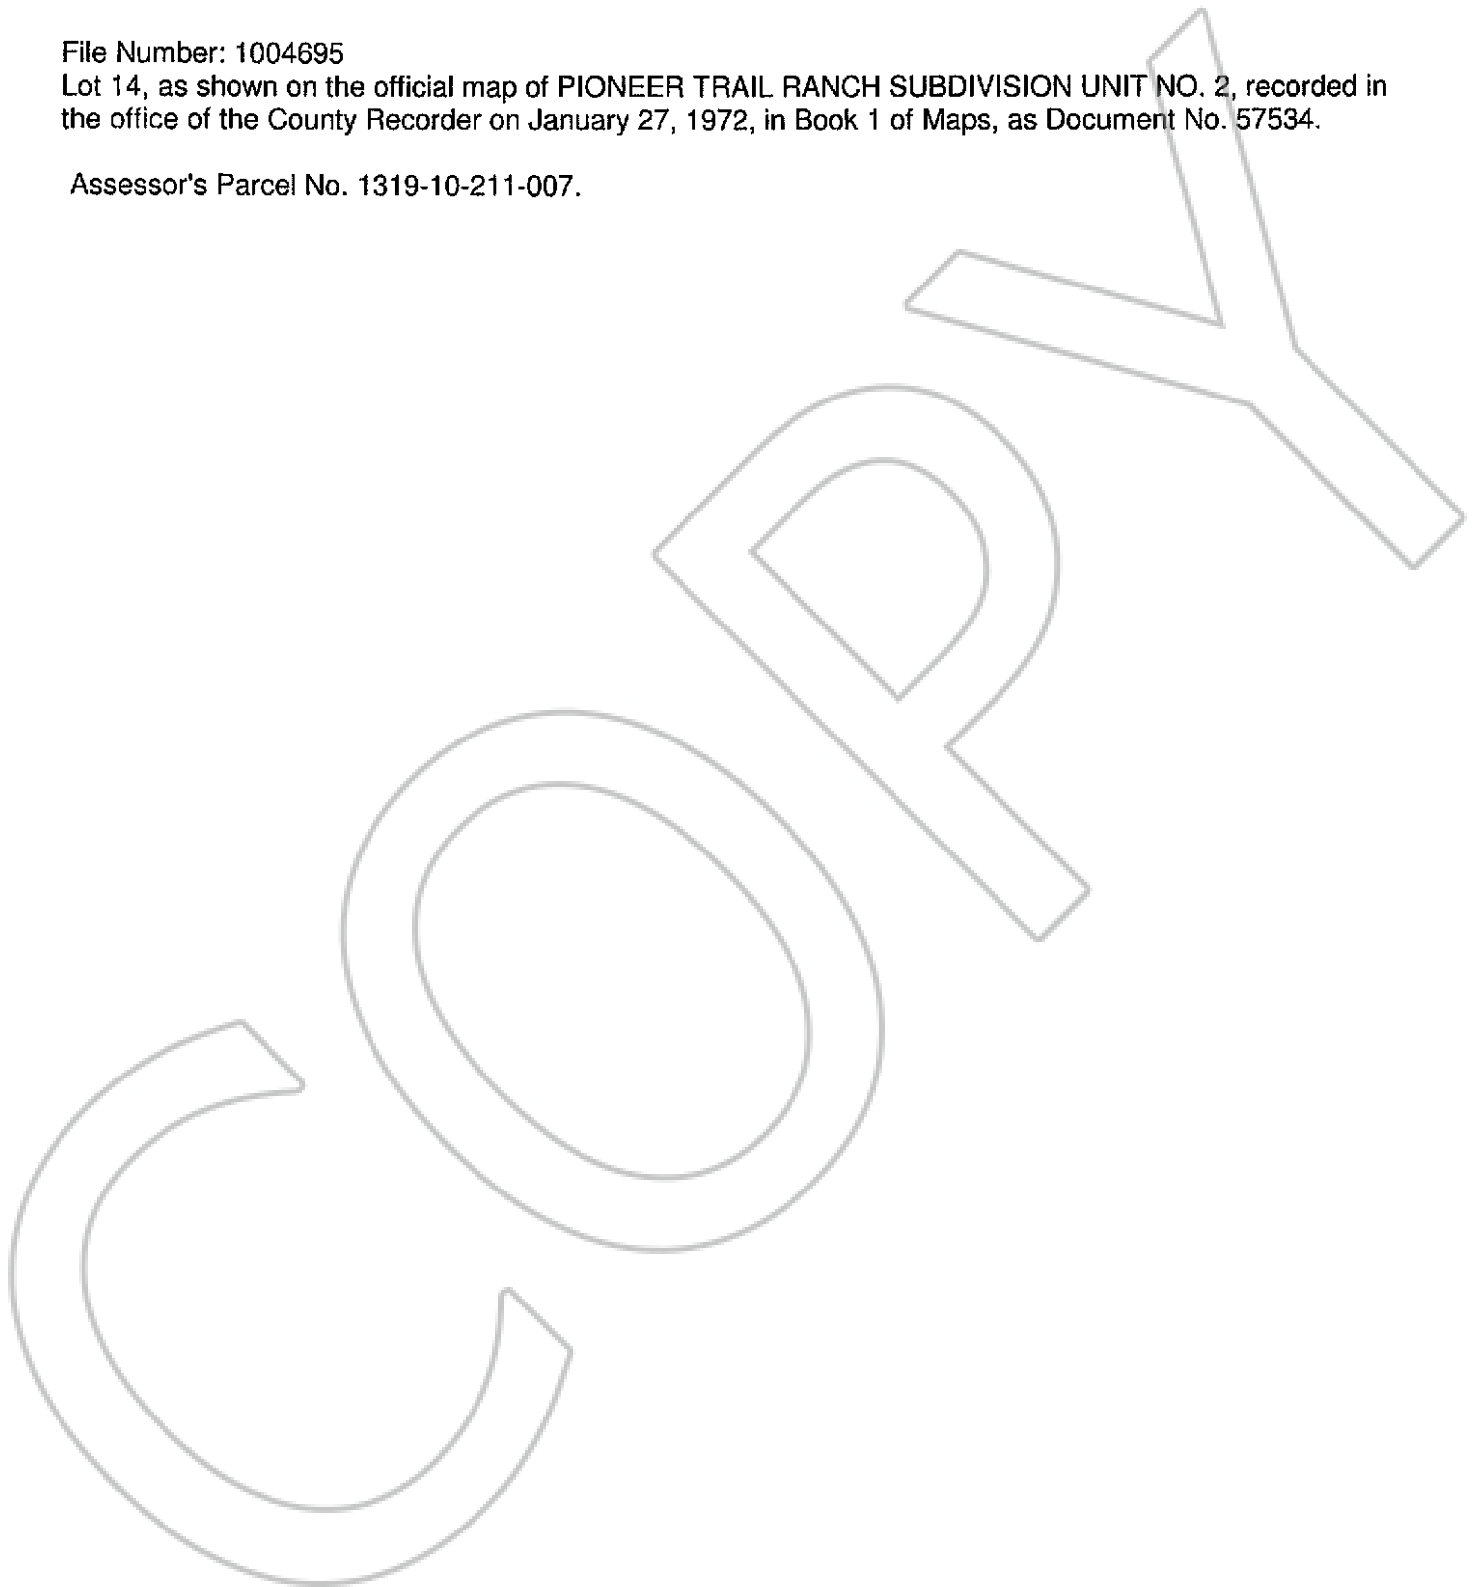 File Number: 1004695
Lot 14, as shown on the official map of PIONEER TRAIL RANCH SUBDIVISION UNIT NO. 2, recorded in
the office of the County Recorder on January 27, 1972, in Book 1 of Maps, as Document No. 57534.
Assessor's Parcel No. 1319-10-211-007.
COPY